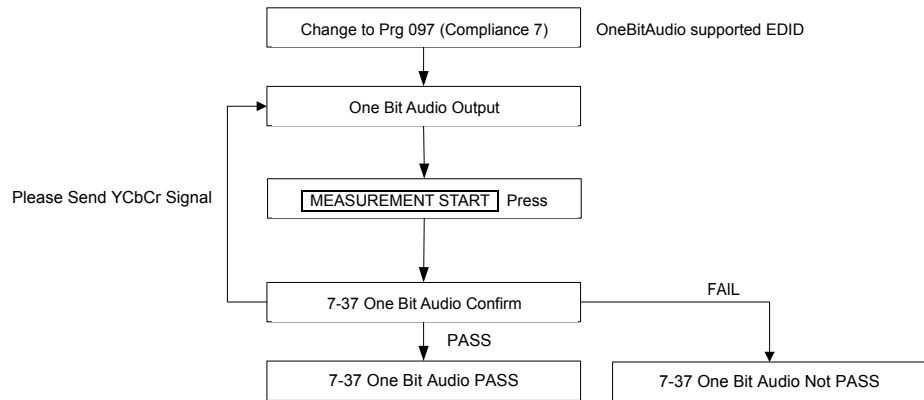 Change to Prg 097 (Compliance 7)
OneBitAudio supported EDID
One Bit Audio Output
Please Send YCbCr Signal
MEASUREMENT START Press
7-37 One Bit Audio Confirm
FAIL
PASS
7-37 One Bit Audio PASS
7-37 One Bit Audio Not PASS